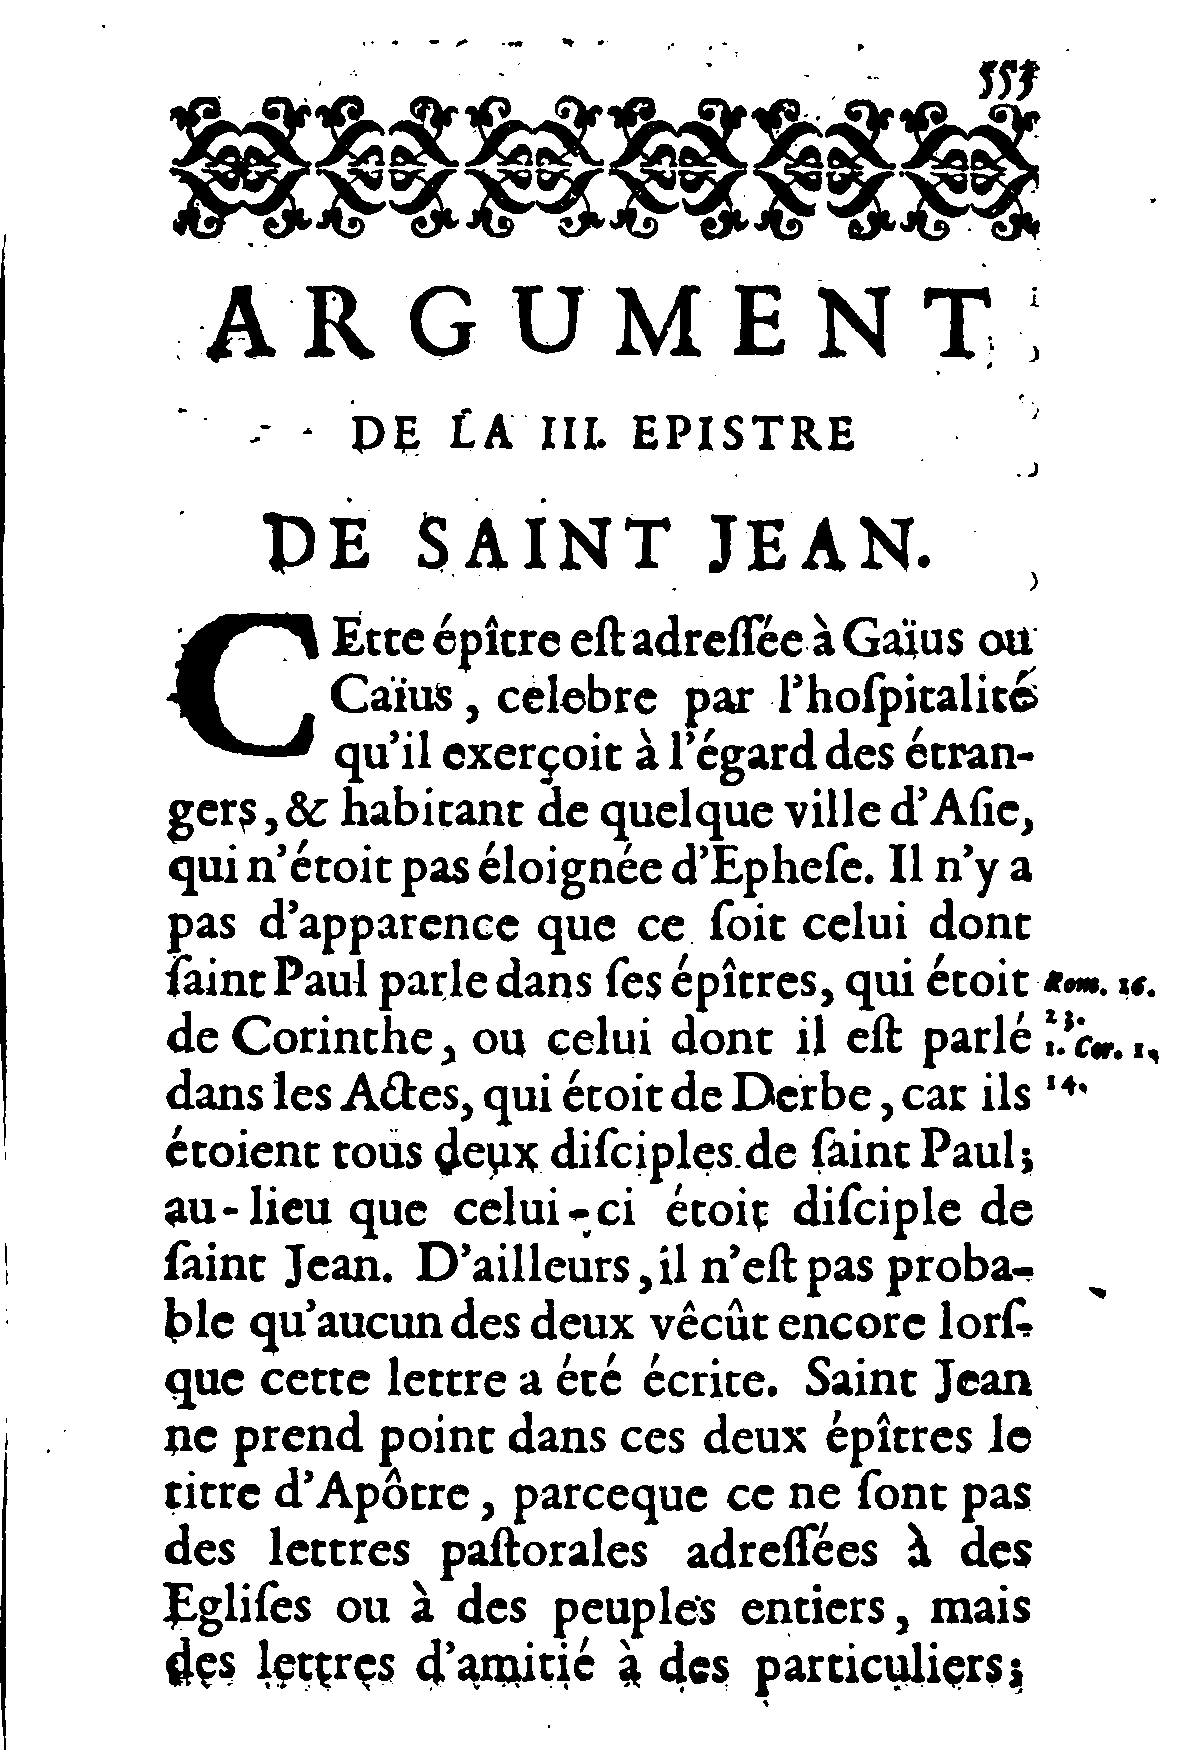 553
ARGUMENT
DE LA III. EPISTRE
DE SAINT JEAN.
CEtte épître est adressée à Gaïus ou
Caïus, celebre par l'hospitalité
qu'il exerçoit à l'égard des étran-
gers, & habitant de quelque ville d'Asie,
qui n'étoit pas éloignée d'Ephese. Il n'y a
pas d'apparence que ce soit celui dont
saint Paul parle dans ses épîtres, qui étoit
de Corinthe, ou celui dont il est parlé
dans les Actes, qui étoit de Derbe, car ils
étoient tous deux disciples de saint Paul;
au-lieu que celui-ci étoit disciple de
saint Jean. D'ailleurs, il n'est pas proba-
ble qu'aucun des deux vêcût encore lors-
que cette lettre a été écrite. Saint Jean
ne prend point dans ces deux épîtres le
titre d'Apôtre, parceque ce ne sont pas
des lettres pastorales adressées à des
Eglises ou à des peuples entiers, mais
des lettres d'amitié à des particuliers;
Rom. 16.
23.
1. Cor. 1.
14.